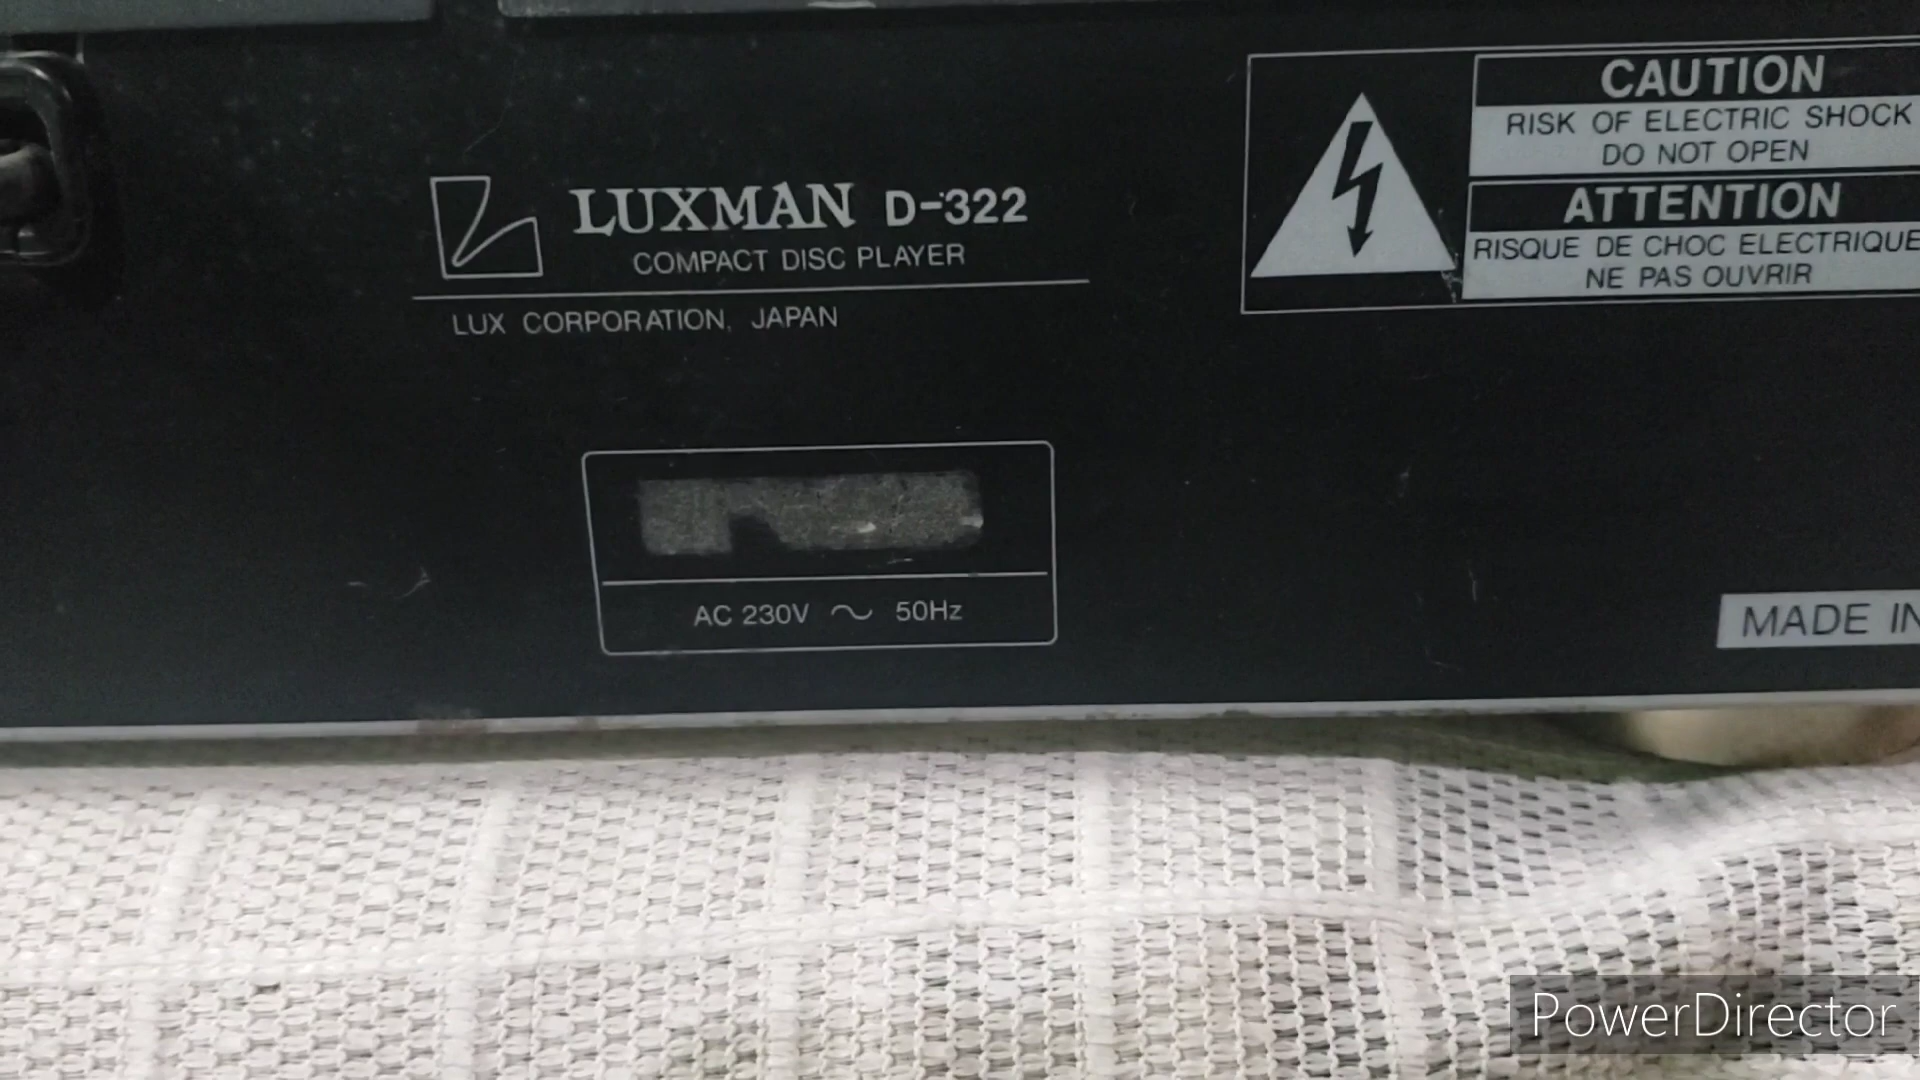 LUXMAN D-322
COMPACT DISC PLAYER
LUX CORPORATION, JAPAN
CAUTION
RISK OF ELECTRIC SHOCK
DO NOT OPEN
ATTENTION
RISQUE DE CHOC ELECTRIQUE
NE PAS OUVRIR
AC 230V ~ 50Hz
MADE IN
PowerDirector